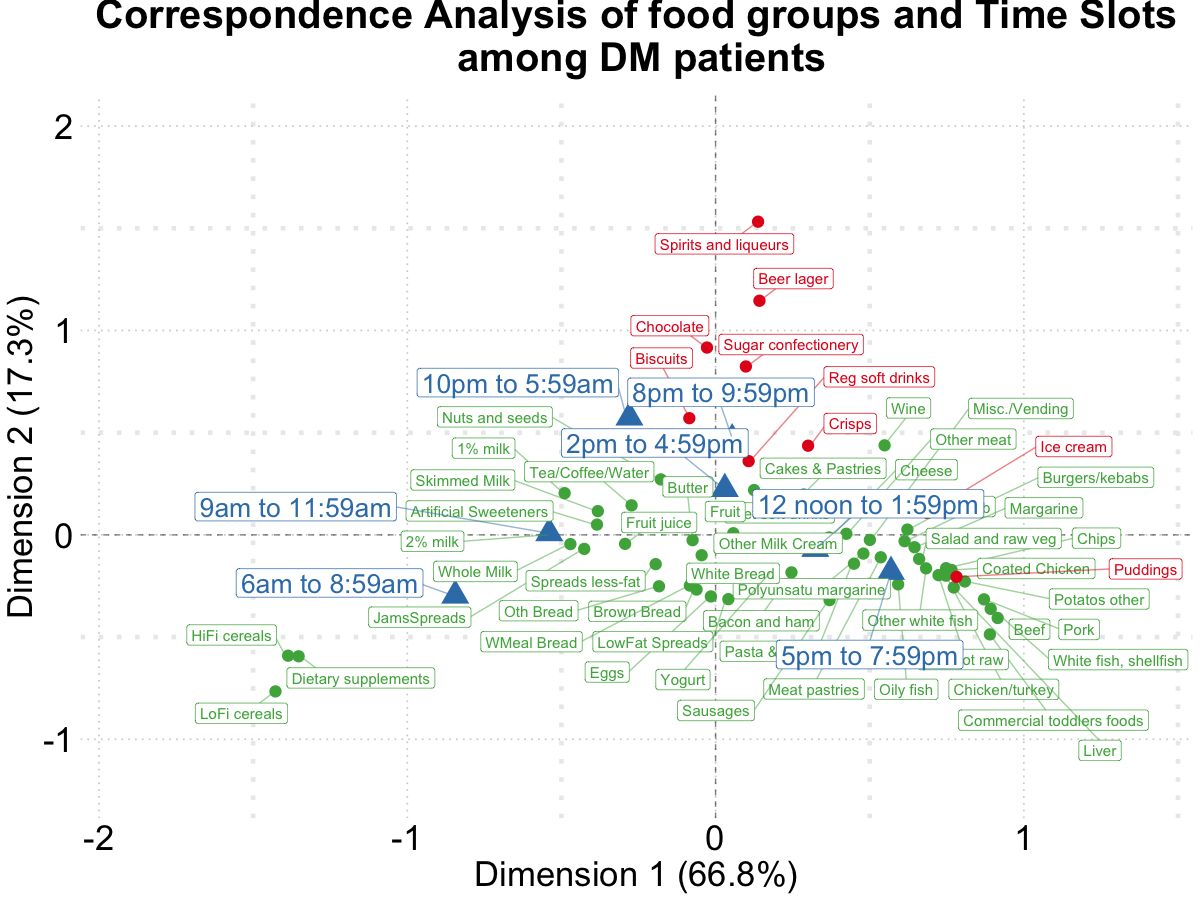 Correspondence Analysis of food groups and Time Slots
among DM patients
Dimension 2 (17.3%)
2
1
0
-1
Spirits and liqueurs
Beer lager
Chocolate
Sugar confectionery
Biscuits
Reg soft drinks
10pm to 5:59am
8pm to 9:59pm
Nuts and seeds
Wine
Misc./Vending
Crisps
2pm to 4:59pm
Other meat
1% milk
Ice cream
Tea/Coffee/Water
Cakes & Pastries
Cheese
Skimmed Milk
Burgers/kebabs
Butter
9am to 11:59am
12 noon to 1:59pm
Artificial Sweeteners
Fruit
Margarine
Fruit juice
2% milk
Other Milk Cream
Salad and raw veg
Chips
Whole Milk
White Bread
Coated Chicken
Puddings
6am to 8:59am
Spreads less-fat
Polyunsatu margarine
Potatos other
JamsSpreads
Oth Bread
Brown Bread
Bacon and ham
Other white fish
Beef
Pork
HiFi cereals
WMeal Bread
LowFat Spreads
Pasta &
5pm to 7:59pm
ot raw
White fish, shellfish
Dietary supplements
Eggs
Yogurt
Meat pastries
Oily fish
Chicken/turkey
LoFi cereals
Sausages
Commercial toddlers foods
Liver
-2
-1
0
1
Dimension 1 (66.8%)